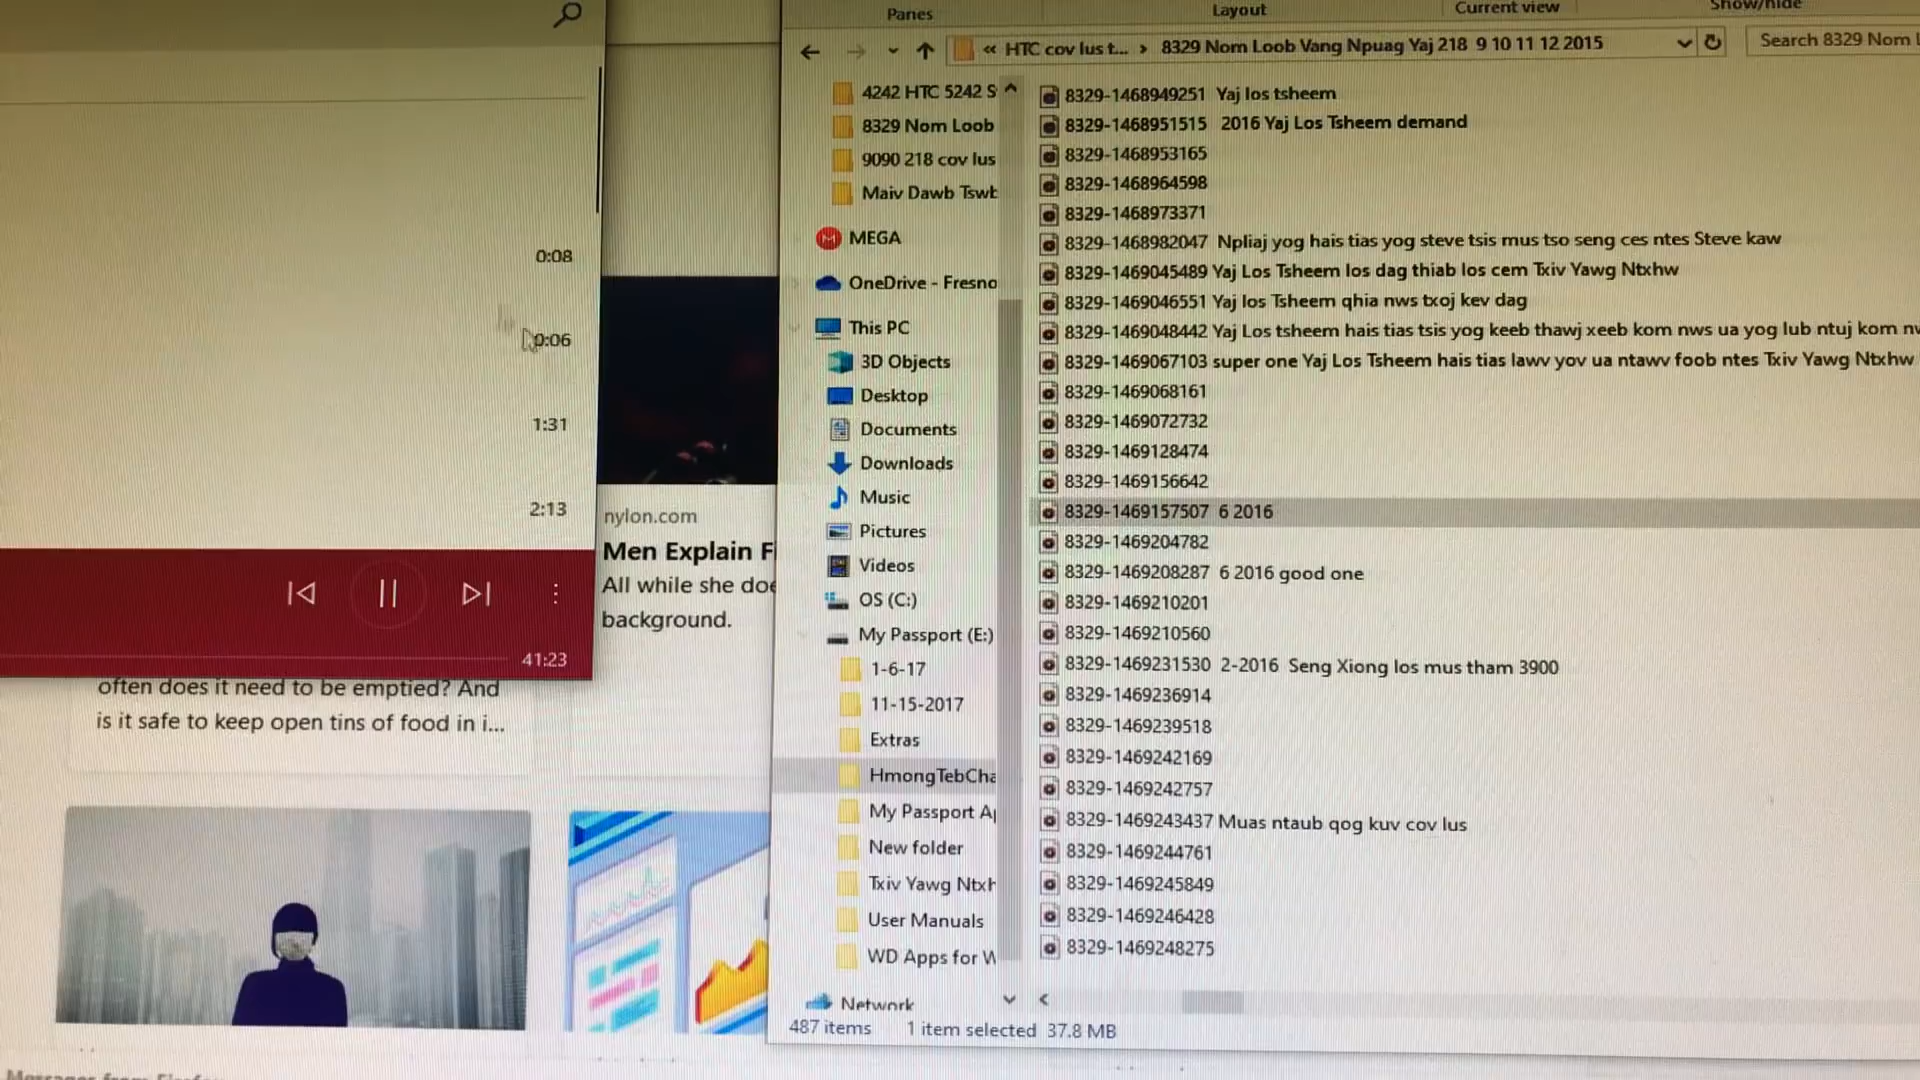 Panes
Layout
Current view
Show/hide
« HTC cov lus t... › 8329 Nom Loob Vang Npuag Yaj 218 9 10 11 12 2015
Search 8329 Nom
4242 HTC 5242 S
8329 Nom Loob
9090 218 cov lus
Maiv Dawb Tswb
MEGA
OneDrive - Fresno
This PC
3D Objects
Desktop
Documents
Downloads
Music
Pictures
Videos
OS (C:)
My Passport (E:)
1-6-17
11-15-2017
Extras
HmongTebCha
My Passport Ap
New folder
Txiv Yawg Ntxh
User Manuals
WD Apps for W
Network
8329-1468949251 Yaj los tsheem
8329-1468951515 2016 Yaj Los Tsheem demand
8329-1468953165
8329-1468964598
8329-1468973371
8329-1468982047 Npliaj yog hais tias yog steve tsis mus tso seng ces ntes Steve kaw
8329-1469045489 Yaj Los Tsheem los dag thiab los cem Txiv Yawg Ntxhw
8329-1469046551 Yaj los Tsheem qhia nws txoj kev dag
8329-1469048442 Yaj Los tsheem hais tias tsis yog keeb thawj xeeb kom nws ua yog lub ntuj kom nw
8329-1469067103 super one Yaj Los Tsheem hais tias lawv yov ua ntawv foob ntes Txiv Yawg Ntxhw
8329-1469068161
8329-1469072732
8329-1469128474
8329-1469156642
8329-1469157507 6 2016
8329-1469204782
8329-1469208287 6 2016 good one
8329-1469210201
8329-1469210560
8329-1469231530 2-2016 Seng Xiong los mus tham 3900
8329-1469236914
8329-1469239518
8329-1469242169
8329-1469242757
8329-1469243437 Muas ntaub qog kuv cov lus
8329-1469244761
8329-1469245849
8329-1469246428
8329-1469248275
487 items 1 item selected 37.8 MB
0:08
0:06
1:31
2:13
41:23
nylon.com
Men Explain F
All while she doe
background.
often does it need to be emptied? And
is it safe to keep open tins of food in i...